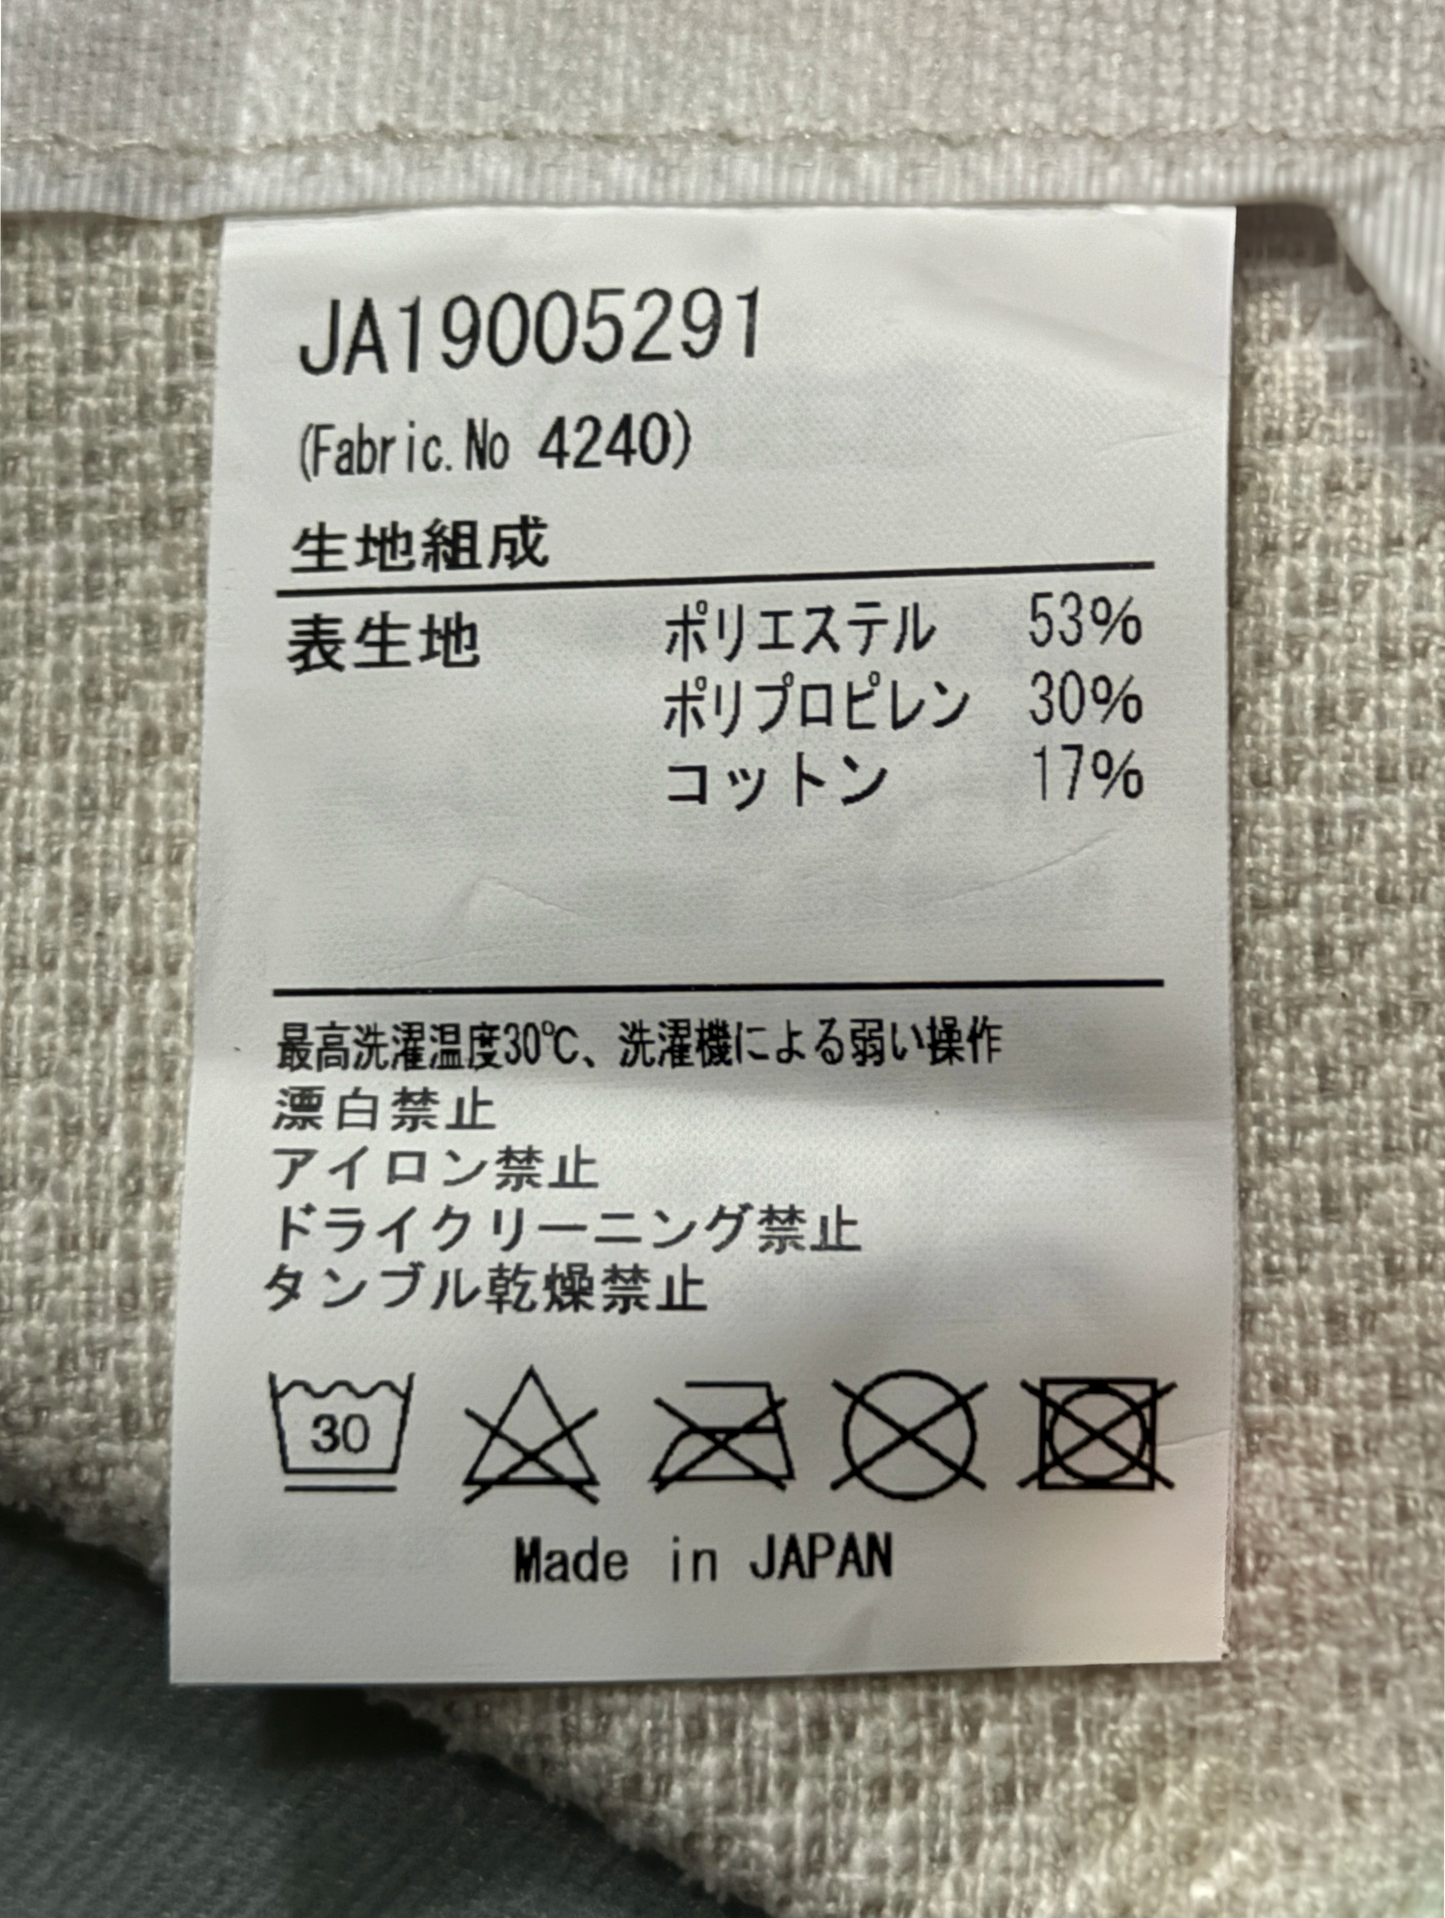 JA19005291
(Fabric.No 4240)
生地組成
表生地 ポリエステル 53%
ポリプロピレン 30%
コットン 17%
最高洗濯温度30℃、洗濯機による弱い操作
漂白禁止
アイロン禁止
ドライクリーニング禁止
タンブル乾燥禁止
30
Made in JAPAN